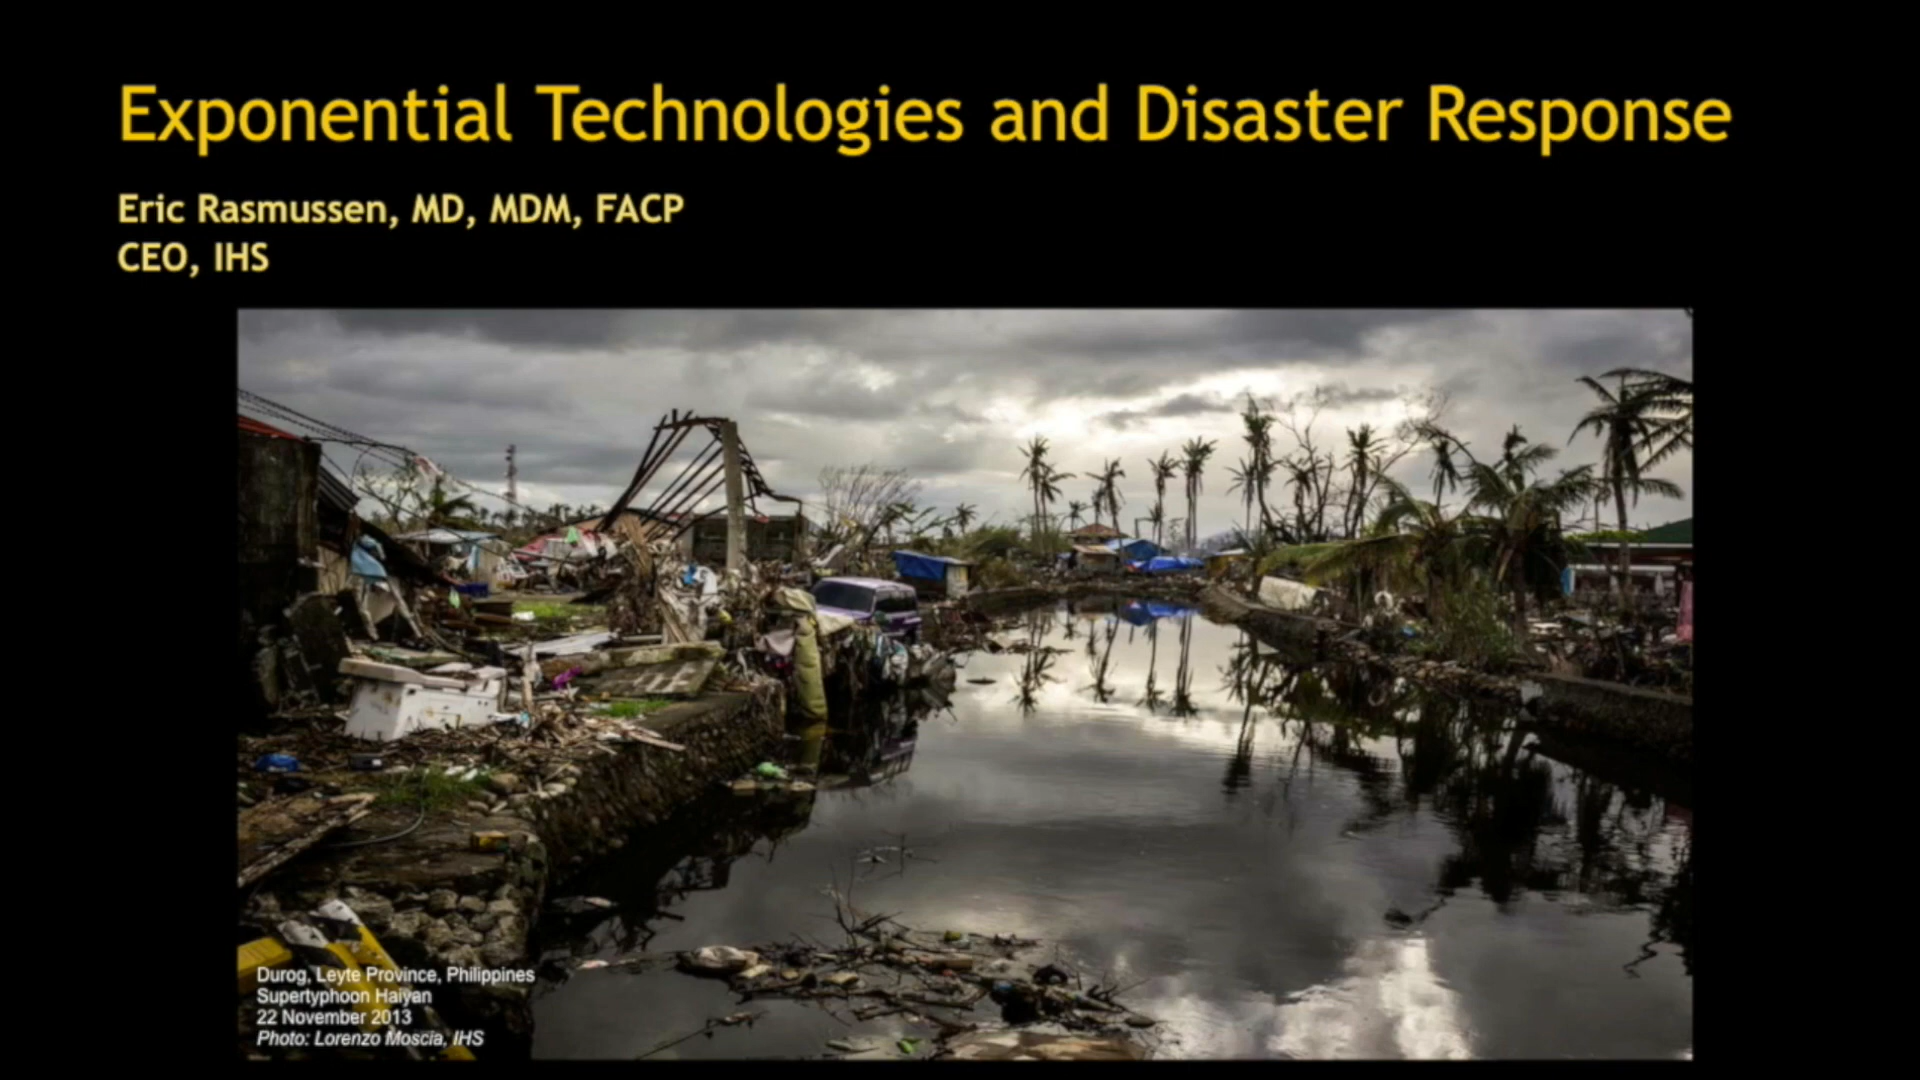 Exponential Technologies and Disaster Response
Eric Rasmussen, MD, MDM, FACP
CEO, IHS
Durog, Leyte Province, Philippines
Supertyphoon Haiyan
22 November 2013
Photo: Lorenzo Moscia, IHS